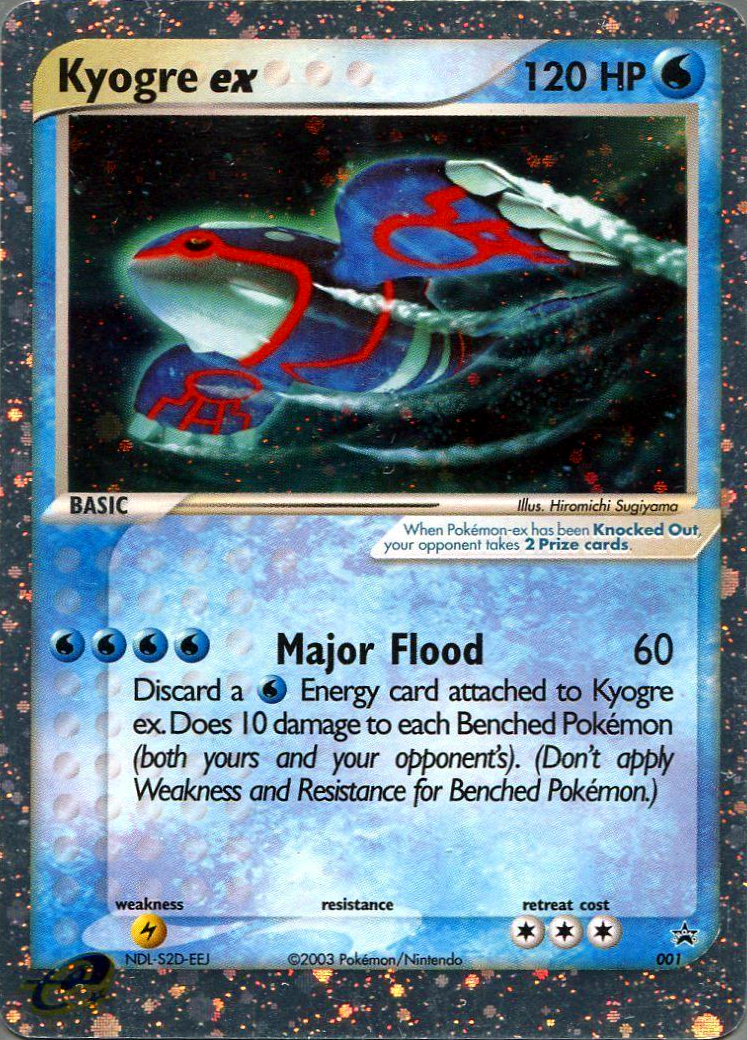 Kyogre ex
120 HP
BASIC
Illus. Hiromichi Sugiyama
When Pokémon-ex has been Knocked Out,
your opponent takes 2 Prize cards.
Major Flood 60
Discard a Energy card attached to Kyogre
ex. Does 10 damage to each Benched Pokémon
(both yours and your opponent's). (Don't apply
Weakness and Resistance for Benched Pokémon.)
weakness resistance retreat cost
NDL-S2D-EEJ ©2003 Pokémon/Nintendo 001